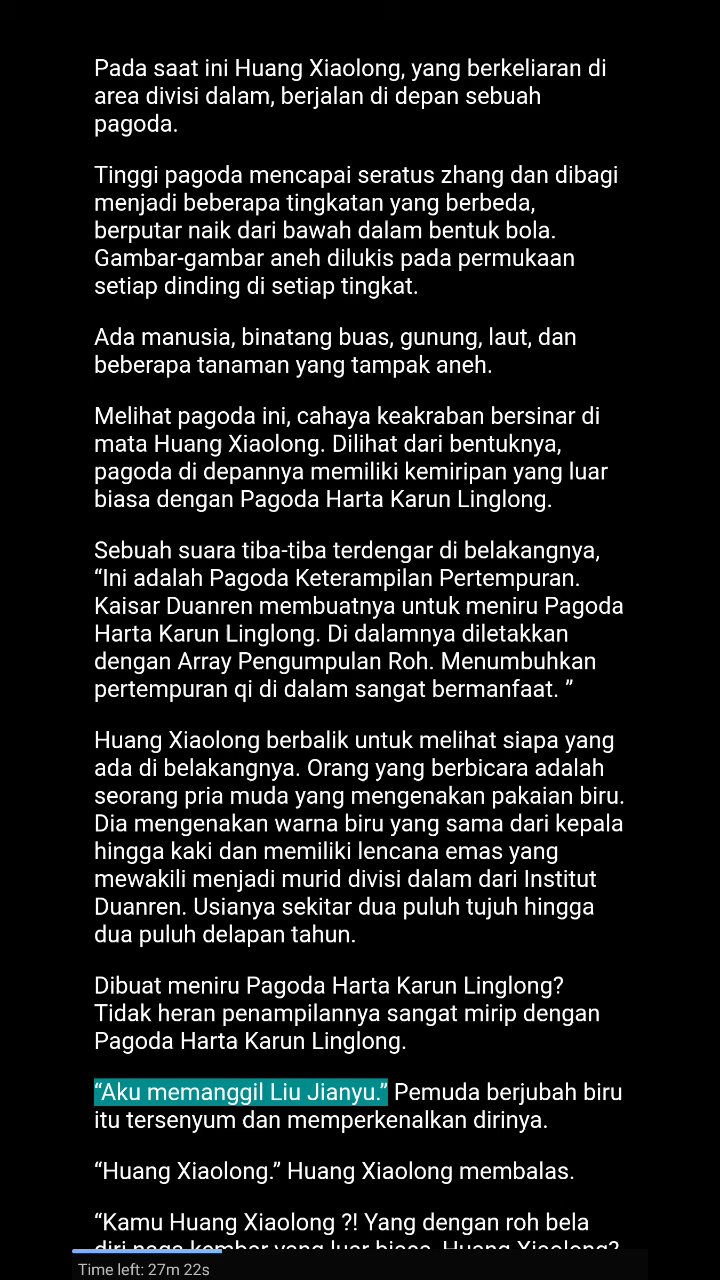 Pada saat ini Huang Xiaolong, yang berkeliaran di
area divisi dalam, berjalan di depan sebuah
pagoda.
Tinggi pagoda mencapai seratus zhang dan dibagi
menjadi beberapa tingkatan yang berbeda,
berputar naik dari bawah dalam bentuk bola.
Gambar-gambar aneh dilukis pada permukaan
setiap dinding di setiap tingkat.
Ada manusia, binatang buas, gunung, laut, dan
beberapa tanaman yang tampak aneh.
Melihat pagoda ini, cahaya keakraban bersinar di
mata Huang Xiaolong. Dilihat dari bentuknya,
pagoda di depannya memiliki kemiripan yang luar
biasa dengan Pagoda Harta Karun Linglong.
Sebuah suara tiba-tiba terdengar di belakangnya,
“Ini adalah Pagoda Keterampilan Pertempuran.
Kaisar Duanren membuatnya untuk meniru Pagoda
Harta Karun Linglong. Di dalamnya diletakkan
dengan Array Pengumpulan Roh. Menumbuhkan
pertempuran qi di dalam sangat bermanfaat. ”
Huang Xiaolong berbalik untuk melihat siapa yang
ada di belakangnya. Orang yang berbicara adalah
seorang pria muda yang mengenakan pakaian biru.
Dia mengenakan warna biru yang sama dari kepala
hingga kaki dan memiliki lencana emas yang
mewakili menjadi murid divisi dalam dari Institut
Duanren. Usianya sekitar dua puluh tujuh hingga
dua puluh delapan tahun.
Dibuat meniru Pagoda Harta Karun Linglong?
Tidak heran penampilannya sangat mirip dengan
Pagoda Harta Karun Linglong.
“Aku memanggil Liu Jianyu.” Pemuda berjubah biru
itu tersenyum dan memperkenalkan dirinya.
“Huang Xiaolong.” Huang Xiaolong membalas.
“Kamu Huang Xiaolong ?! Yang dengan roh bela
diri naga kembar yang luar biasa, Huang Xiaolong?
Time left: 27m 22s